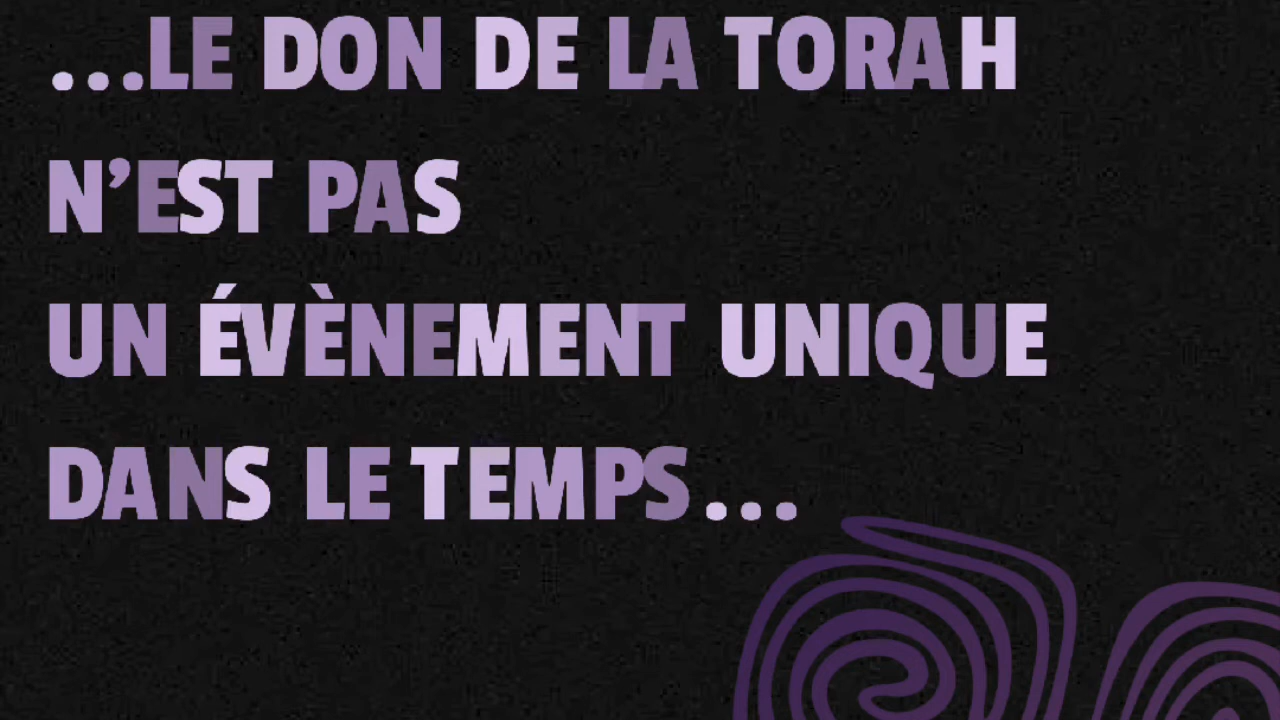 ...LE DON DE LA TORAH
N’EST PAS
UN ÉVÈNEMENT UNIQUE
DANS LE TEMPS...